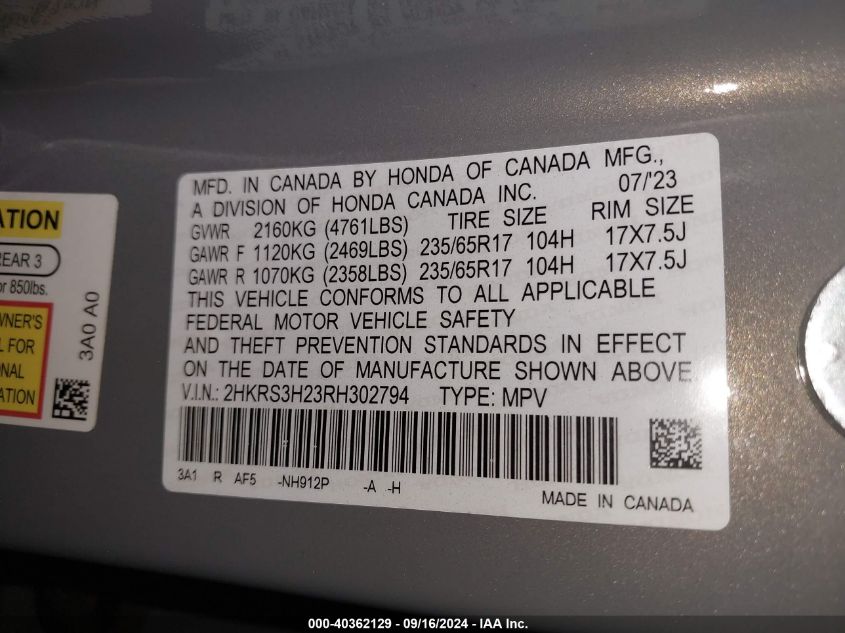 ATION
REAR 3
or 850lbs.
WNER'S
L FOR
ONAL
ATION
3A0 A0
MFD. IN CANADA BY HONDA OF CANADA MFG.,
A DIVISION OF HONDA CANADA INC. 07/'23
GVWR 2160KG (4761LBS) TIRE SIZE RIM SIZE
GAWR F 1120KG (2469LBS) 235/65R17 104H 17X7.5J
GAWR R 1070KG (2358LBS) 235/65R17 104H 17X7.5J
THIS VEHICLE CONFORMS TO ALL APPLICABLE
FEDERAL MOTOR VEHICLE SAFETY
AND THEFT PREVENTION STANDARDS IN EFFECT
ON THE DATE OF MANUFACTURE SHOWN ABOVE
V.I.N.: 2HKRS3H23RH302794 TYPE: MPV
3A1 R AF5 -NH912P -A -H
MADE IN CANADA
000-40362129 - 09/16/2024 - IAA Inc.